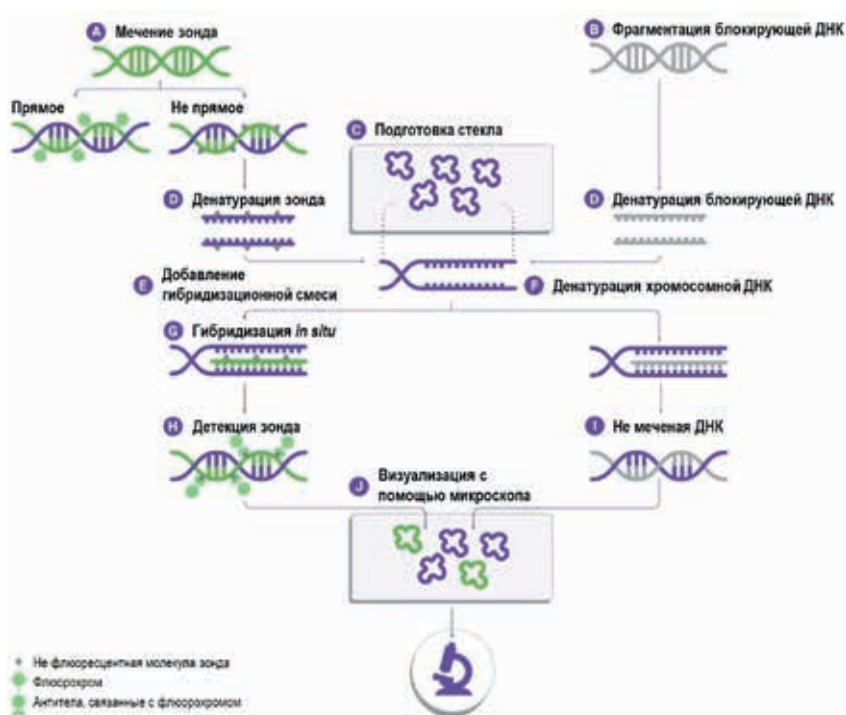 A Мечение зонда
B Фрагментация блокирующей ДНК
Прямое
Не прямое
C Подготовка стекла
D Денатурация зонда
D Денатурация блокирующей ДНК
E Добавление
гибридизационной смеси
F Денатурация хромосомной ДНК
G Гибридизация in situ
H Детекция зонда
I Не меченая ДНК
J Визуализация с
помощью микроскопа
Не флюоресцентная молекула зонда
Флюорохром
Антитела, связанные с флюорохромом